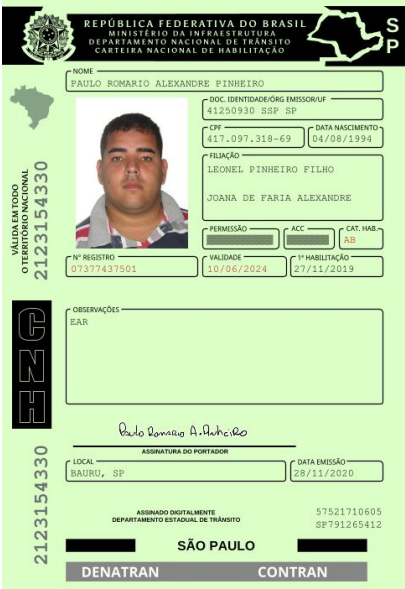 REPÚBLICA FEDERATIVA DO BRASIL
MINISTÉRIO DA INFRAESTRUTURA
DEPARTAMENTO NACIONAL DE TRÂNSITO
CARTEIRA NACIONAL DE HABILITAÇÃO
SP
NOME
PAULO ROMARIO ALEXANDRE PINHEIRO
DOC. IDENTIDADE/ÓRG EMISSOR/UF
41250930 SSP SP
CPF DATA NASCIMENTO
417.097.318-69 04/08/1994
FILIAÇÃO
LEONEL PINHEIRO FILHO
JOANA DE FARIA ALEXANDRE
PERMISSÃO ACC CAT. HAB.
AB
Nº REGISTRO VALIDADE 1ª HABILITAÇÃO
07377437501 10/06/2024 27/11/2019
VÁLIDA EM TODO
O TERRITÓRIO NACIONAL
2123154330
OBSERVAÇÕES
EAR
CNH
Paulo Romario A. Pinheiro
ASSINATURA DO PORTADOR
LOCAL DATA EMISSÃO
BAURU, SP 28/11/2020
2123154330
ASSINADO DIGITALMENTE
DEPARTAMENTO ESTADUAL DE TRÂNSITO
57521710605
SP791265412
SÃO PAULO
DENATRAN CONTRAN